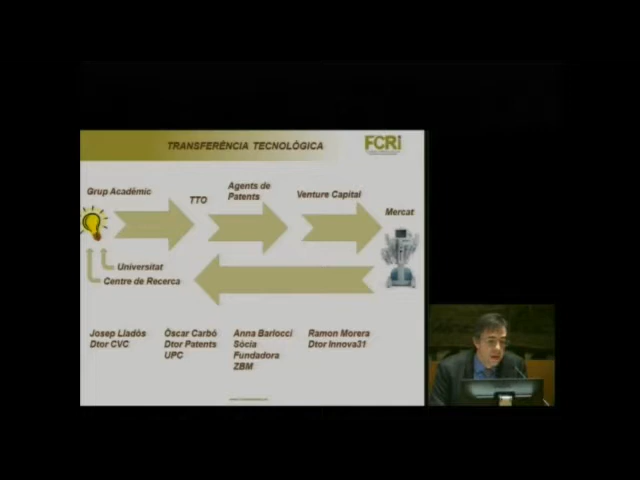 TRANSFERÈNCIA TECNOLÒGICA
FCRi
Grup Acadèmic
TTO
Agents de
Patents
Venture Capital
Mercat
Universitat
Centre de Recerca
Josep Lladós
Dtor CVC
Òscar Carbó
Dtor Patents
UPC
Anna Barlocci
Sòcia
Fundadora
ZBM
Ramon Morera
Dtor Innova31